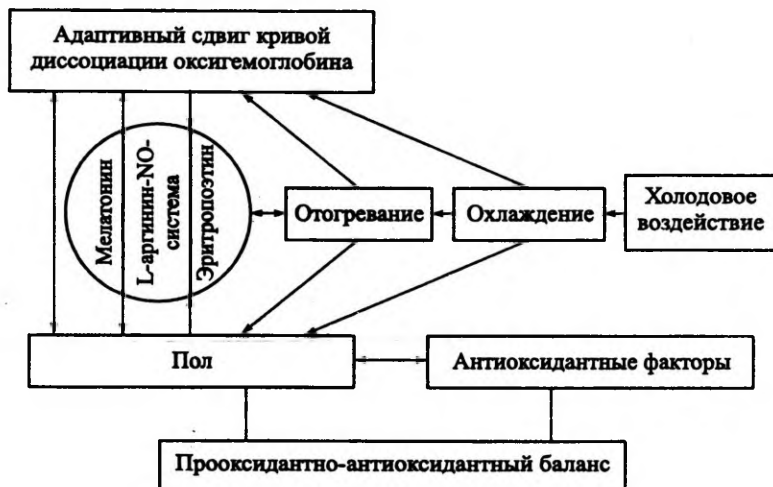 Адаптивный сдвиг кривой
диссоциации оксигемоглобина
Мелатонин
L-аргинин-NO-
система
Эритропоэтин
Отогревание
Охлаждение
Холодовое
воздействие
Пол
Антиоксидантные факторы
Прооксидантно-антиоксидантный баланс